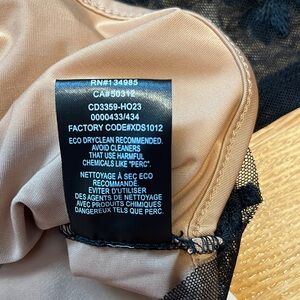 RN#134985
CA#50312
CD3359-HO23
0000433/434
FACTORY CODE#XDS1012
ECO DRYCLEAN RECOMMENDED.
AVOID CLEANERS
THAT USE HARMFUL
CHEMICALS LIKE "PERC".
NETTOYAGE À SEC ECO
RECOMMANDÉ.
ÉVITER D'UTILISER
DES AGENTS DE NETTOYAGE
AVEC PRODUITS CHIMIQUES
DANGEREUX TELS QUE PERC.